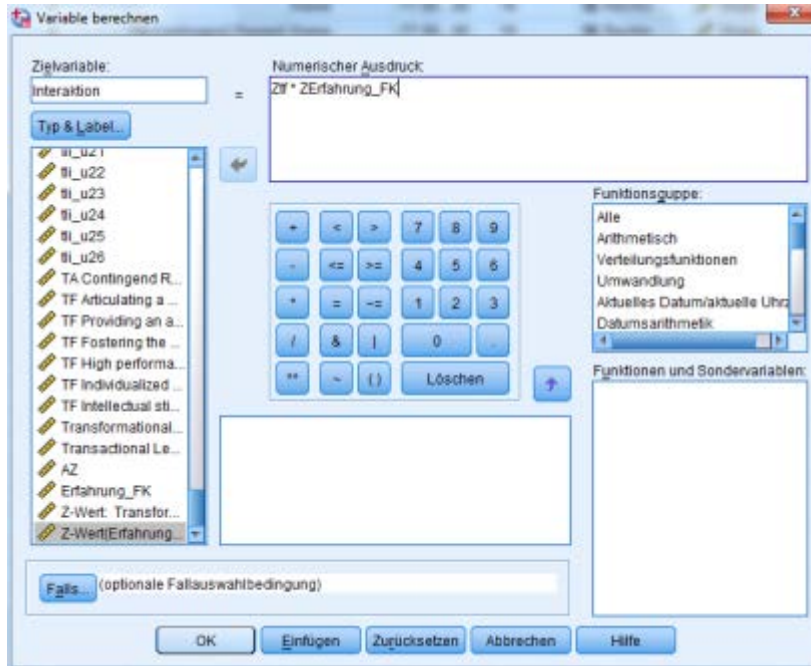 Variable berechnen
Zielvariable:
Interaktion
=
Numerischer Ausdruck:
Ztf * ZErfahrung_FK
Typ & Label...
tli_u21
tli_u22
tli_u23
tli_u24
tli_u25
tli_u26
TA Contingend R...
TF Articulating a ...
TF Providing an a...
TF Fostering the ...
TF High performa...
TF Individualized ...
TF Intellectual sti...
Transformational...
Transactional Le...
AZ
Erfahrung_FK
Z-Wert: Transfor...
Z-Wert(Erfahrung...
+ < > 7 8 9
- <= >= 4 5 6
* = ~= 1 2 3
/ & | 0 .
** ~ ( ) Löschen
Funktionsgruppe:
Alle
Arithmetisch
Verteilungsfunktionen
Umwandlung
Aktuelles Datum/aktuelle Uhrz
Datumsarithmetik
Funktionen und Sondervariablen:
Falls... (optionale Fallauswahlbedingung)
OK Einfügen Zurücksetzen Abbrechen Hilfe